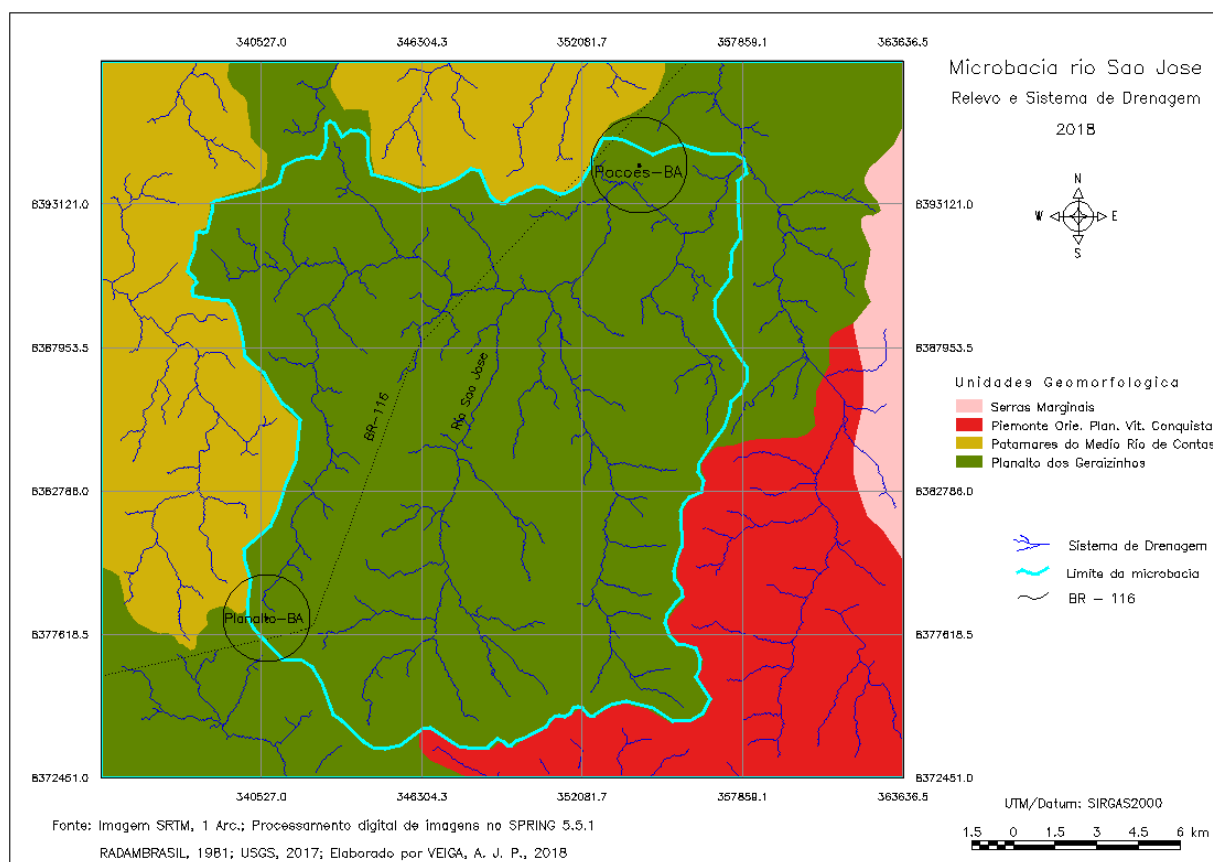 340527.0 346304.3 352081.7 357859.1 363636.5
Microbacia rio Sao Jose
Relevo e Sistema de Drenagem
2018
Pocoes-BA
8393121.0 8393121.0
N
W E
S
8387953.5 8387953.5
Rio Sao Jose
BR-116
Unidades Geomorfologica
Serras Marginais
Piemonte Orie. Plan. Vit. Conquista
Patamares do Medio Rio de Contas
Planalto dos Geraizinhos
8382786.0 8382786.0
Sistema de Drenagem
Limite da microbacia
BR - 116
Planalto-BA
8377618.5 8377618.5
8372451.0 8372451.0
340527.0 346304.3 352081.7 357859.1 363636.5
UTM/Datum: SIRGAS2000
Fonte: Imagem SRTM, 1 Arc.; Processamento digital de imagens no SPRING 5.5.1
RADAMBRASIL, 1981; USGS, 2017; Elaborado por VEIGA, A. J. P., 2018
1.5 0 1.5 3 4.5 6 km